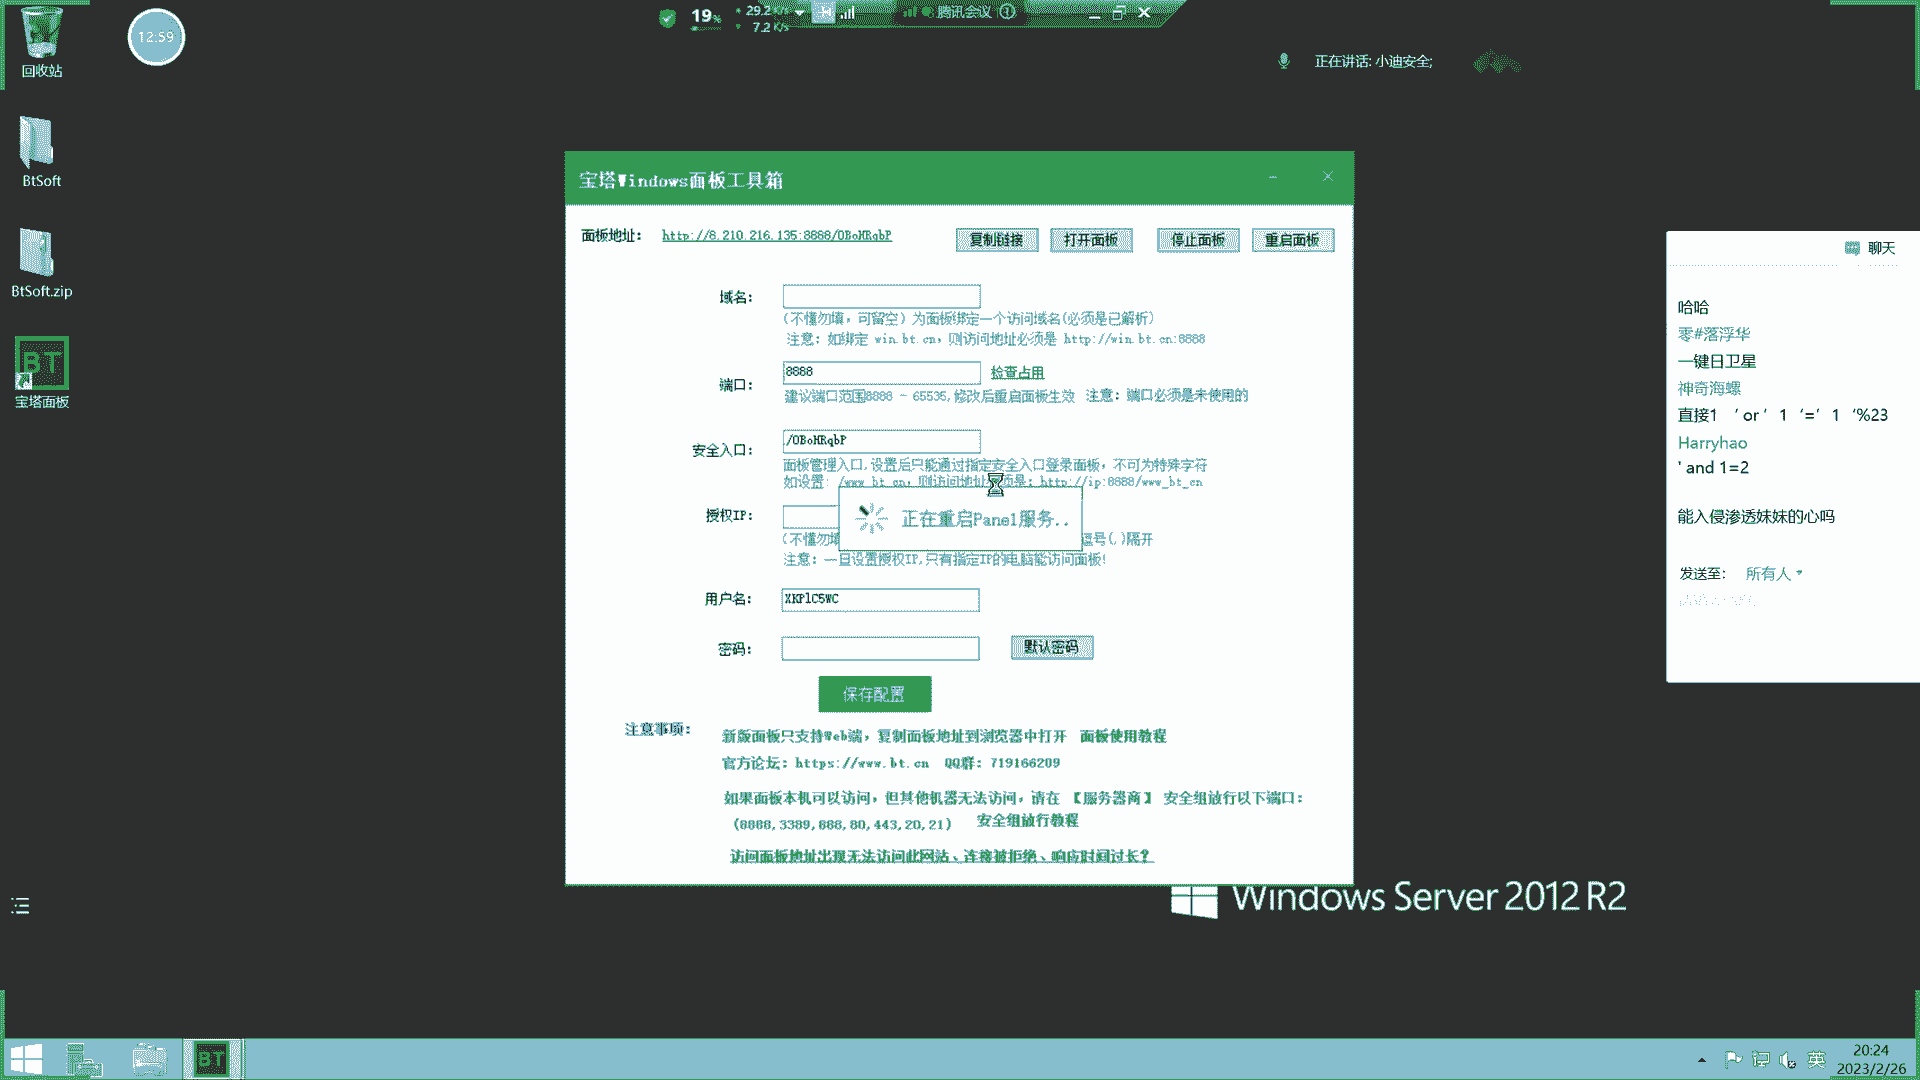 回收站
12:59
19%
29.2K/s
7.2 K/s
腾讯会议
正在讲话: 小迪安全;
BtSoft
BtSoft.zip
BT
宝塔面板
宝塔Windows面板工具箱
面板地址: http://8.210.216.135:8888/OBoMRqbP
复制链接
打开面板
停止面板
重启面板
域名:
(不懂勿填，可留空) 为面板绑定一个访问域名(必须是已解析)
注意: 如绑定 win.bt.cn，则访问地址必须是 http://win.bt.cn:8888
端口: 8888 检查占用
建议端口范围8888 ~ 65535,修改后重启面板生效 注意: 端口必须是未使用的
安全入口: /OBoMRqbP
面板管理入口,设置后只能通过指定安全入口登录面板，不可为特殊字符
如设置: /www_bt_cn，则访问地址必须是: http://ip:8888/www_bt_cn
授权IP:
正在重启Panel服务..
(不懂勿填
逗号(,)隔开
注意: 一旦设置授权IP,只有指定IP的电脑能访问面板!
用户名: XKPlC5WC
密码:
默认密码
保存配置
注意事项:
新版面板只支持Web端，复制面板地址到浏览器中打开 面板使用教程
官方论坛: https://www.bt.cn QQ群: 719166209
如果面板本机可以访问，但其他机器无法访问，请在 【服务器商】 安全组放行以下端口:
(8888,3389,888,80,443,20,21) 安全组放行教程
访问面板地址出现无法访问此网站、连接被拒绝、响应时间过长?
聊天
哈哈
零#落浮华
一键日卫星
神奇海螺
直接1 ‘ or ‘ 1 ‘=’ 1 ‘%23
Harryhao
' and 1=2
能入侵渗透妹妹的心吗
发送至: 所有人
Windows Server 2012 R2
BT
英
20:24
2023/2/26